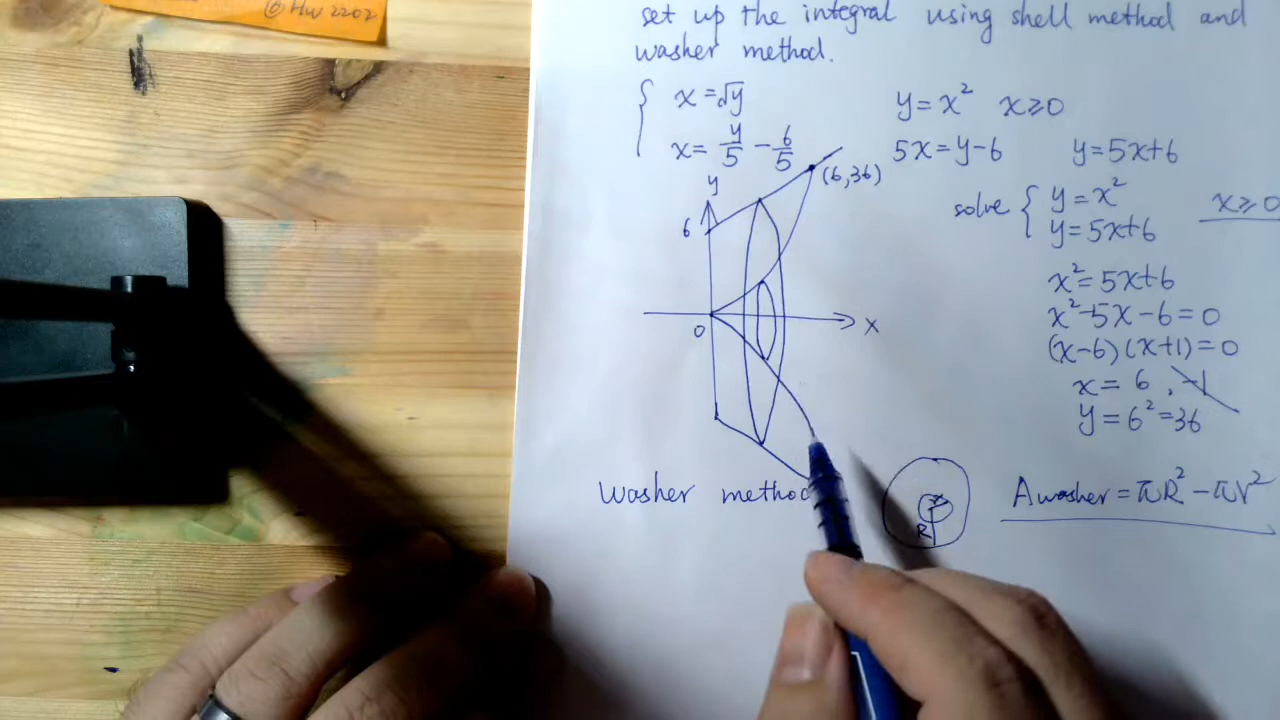 © HW 2202
set up the integral using shell method and
washer method.
{ x = √y
x = y/5 - 6/5
y = x² x ≥ 0
5x = y - 6 y = 5x + 6
y
(6, 36)
6
0
x
solve { y = x² x ≥ 0
y = 5x + 6
x² = 5x + 6
x² - 5x - 6 = 0
(x - 6)(x + 1) = 0
x = 6, -1
y = 6² = 36
Washer method
r
R
A washer = πR² - πr²